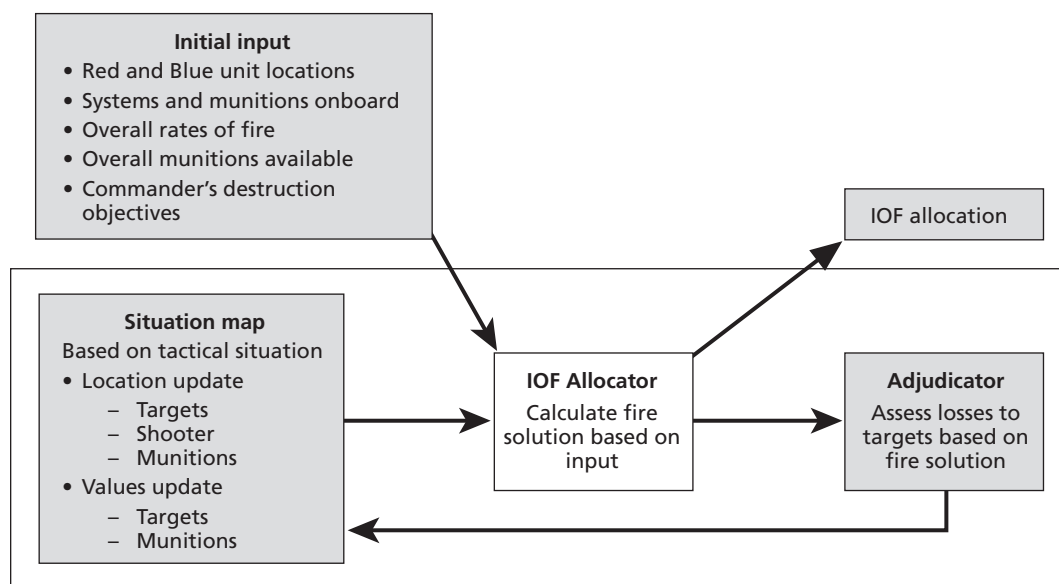 Initial input
• Red and Blue unit locations
• Systems and munitions onboard
• Overall rates of fire
• Overall munitions available
• Commander’s destruction
objectives
IOF allocation
Situation map
Based on tactical situation
• Location update
– Targets
– Shooter
– Munitions
• Values update
– Targets
– Munitions
IOF Allocator
Calculate fire
solution based on
input
Adjudicator
Assess losses to
targets based on
fire solution